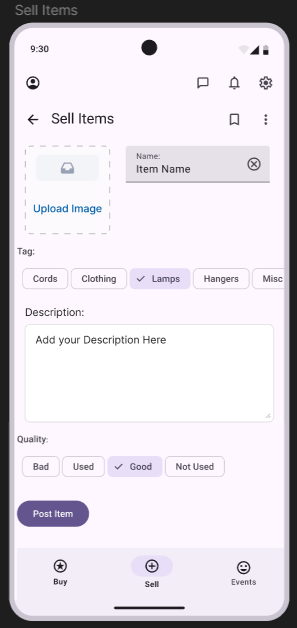 Sell Items
9:30
Sell Items
Name:
Item Name
Upload Image
Tag:
Cords
Clothing
Lamps
Hangers
Misc
Description:
Add your Description Here
Quality:
Bad
Used
Good
Not Used
Post Item
Buy
Sell
Events